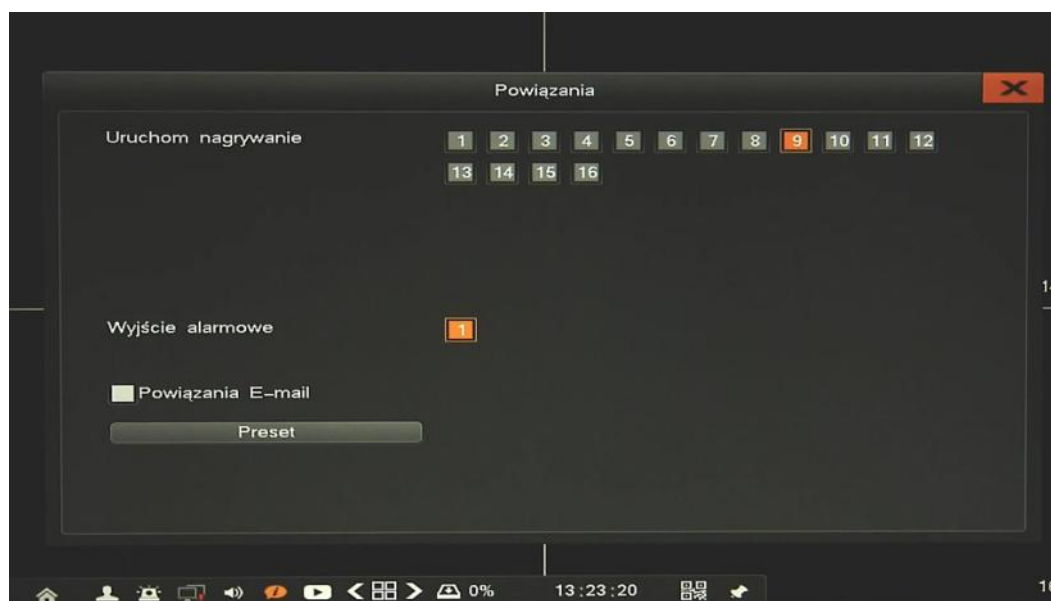 Powiązania
Uruchom nagrywanie
1 2 3 4 5 6 7 8 9 10 11 12
13 14 15 16
Wyjście alarmowe
1
Powiązania E-mail
Preset
0% 13:23:20